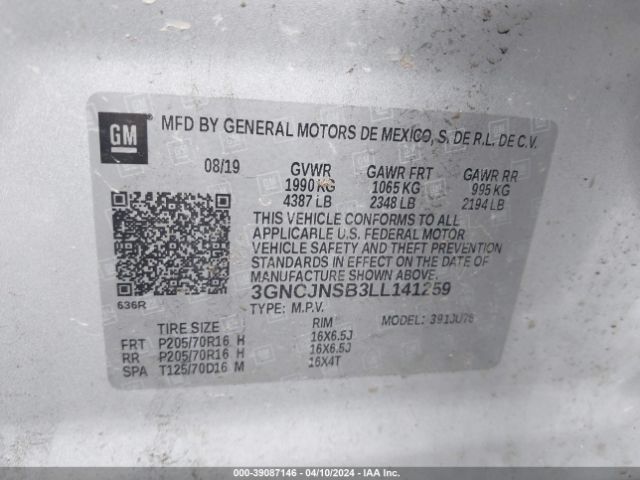 GM MFD BY GENERAL MOTORS DE MEXICO, S. DE R.L. DE C.V.
08/19 GVWR GAWR FRT GAWR RR
1990 KG 1065 KG 995 KG
4387 LB 2348 LB 2194 LB
THIS VEHICLE CONFORMS TO ALL
APPLICABLE U.S. FEDERAL MOTOR
VEHICLE SAFETY AND THEFT PREVENTION
STANDARDS IN EFFECT ON THE DATE OF
MANUFACTURE SHOWN ABOVE.
636R 3GNCJNSB3LL141259
TYPE: M.P.V. MODEL: 391JU76
TIRE SIZE RIM
FRT P205/70R16 H 16X6.5J
RR P205/70R16 H 16X6.5J
SPA T125/70D16 M 16X4T
000-39087146 - 04/10/2024 - IAA Inc.